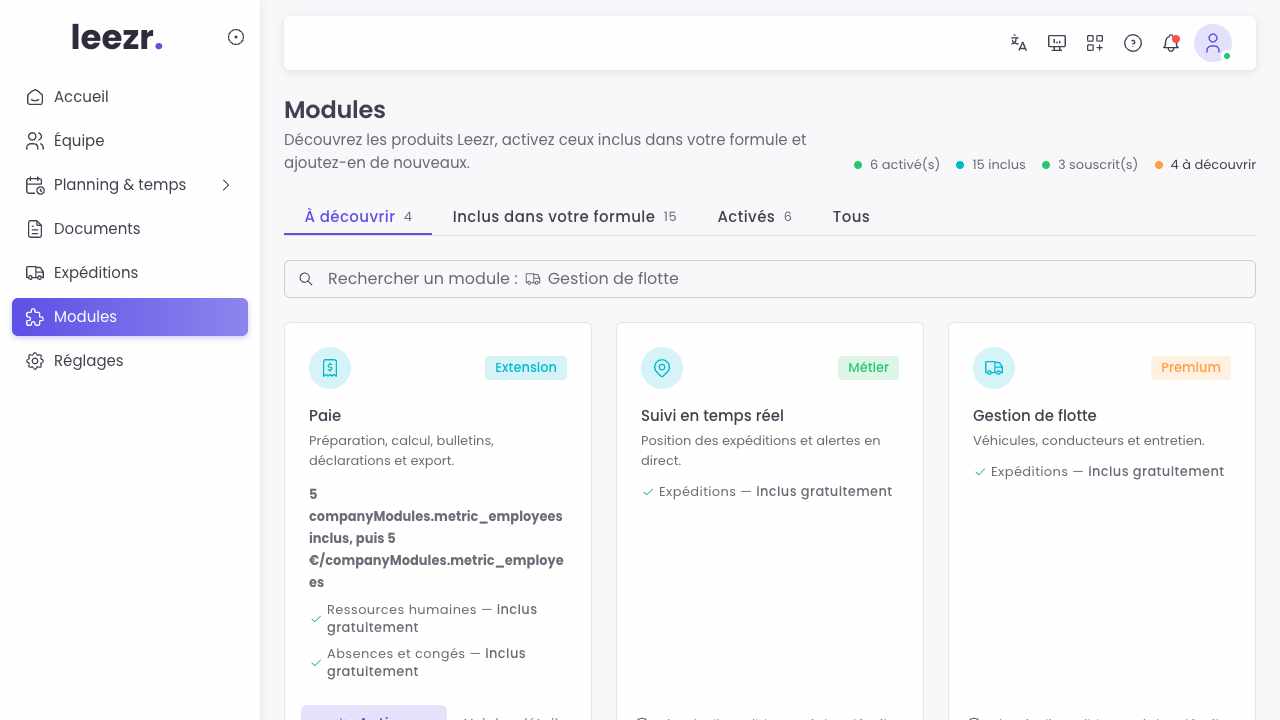 leezr.
Accueil
Équipe
Planning & temps
Documents
Expéditions
Modules
Réglages
Modules
Découvrez les produits Leezr, activez ceux inclus dans votre formule et
ajoutez-en de nouveaux.
6 activé(s) 15 inclus 3 souscrit(s) 4 à découvrir
À découvrir 4 Inclus dans votre formule 15 Activés 6 Tous
Rechercher un module : Gestion de flotte
Extension
Paie
Préparation, calcul, bulletins,
déclarations et export.
5
companyModules.metric_employees
inclus, puis 5
€/companyModules.metric_employe
es
Ressources humaines — inclus
gratuitement
Absences et congés — inclus
gratuitement
Métier
Suivi en temps réel
Position des expéditions et alertes en
direct.
Expéditions — inclus gratuitement
Premium
Gestion de flotte
Véhicules, conducteurs et entretien.
Expéditions — inclus gratuitement